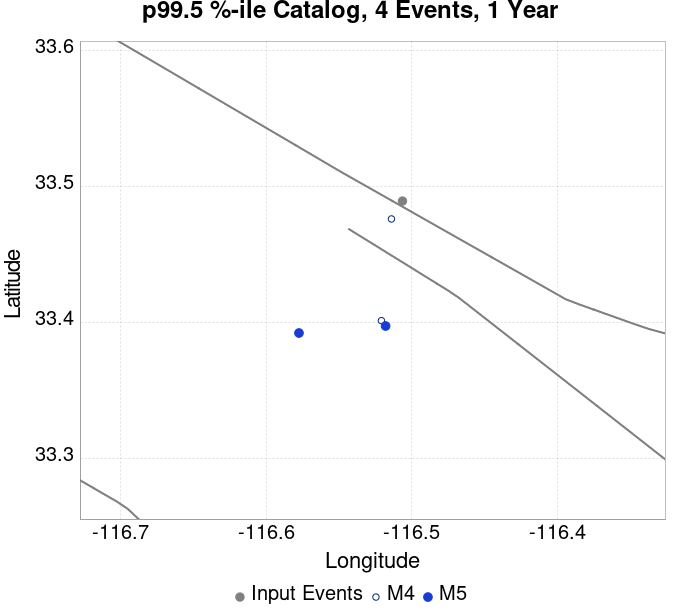 p99.5 %-ile Catalog, 4 Events, 1 Year
33.6
33.5
33.4
33.3
Latitude
-116.7 -116.6 -116.5 -116.4
Longitude
Input Events M4 M5